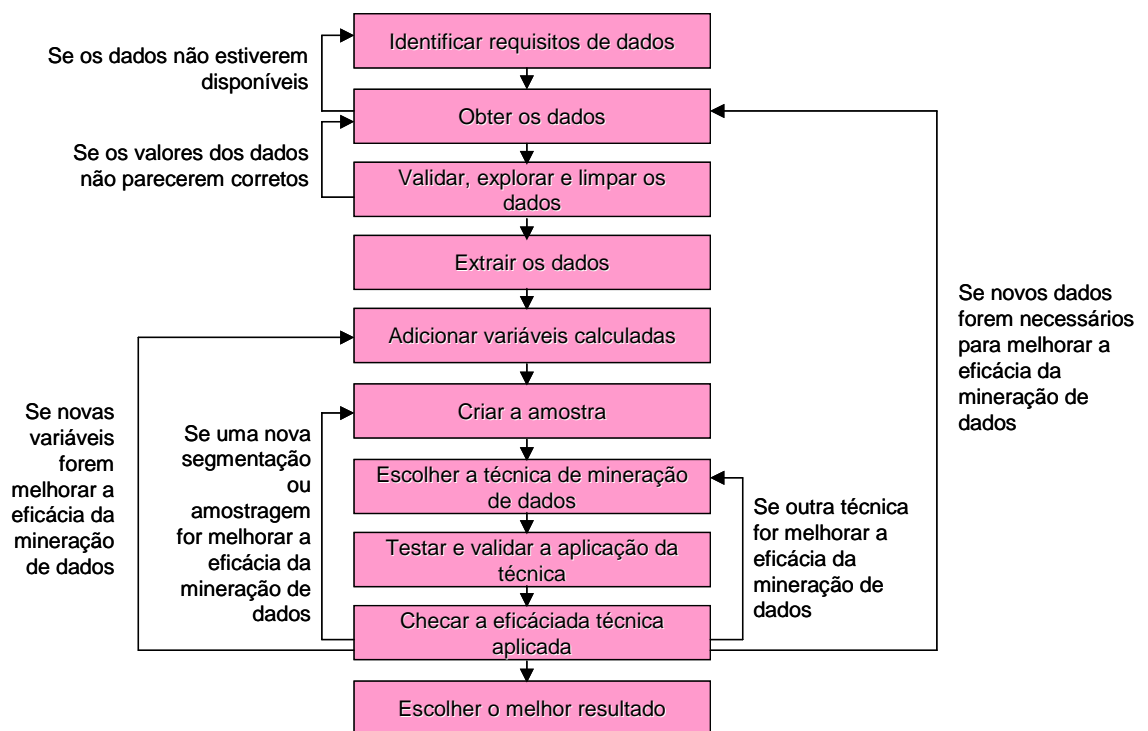 Identificar requisitos de dados
Se os dados não estiverem
disponíveis
Obter os dados
Se os valores dos dados
não parecerem corretos
Validar, explorar e limpar os
dados
Extrair os dados
Se novos dados
forem necessários
para melhorar a
eficácia da
mineração de
dados
Adicionar variáveis calculadas
Criar a amostra
Se novas
variáveis
forem
melhorar a
eficácia da
mineração
de dados
Se uma nova
segmentação
ou
amostragem
for melhorar a
eficácia da
mineração de
dados
Escolher a técnica de mineração
de dados
Se outra técnica
for melhorar a
eficácia da
mineração de
dados
Testar e validar a aplicação da
técnica
Checar a eficáciada técnica
aplicada
Escolher o melhor resultado